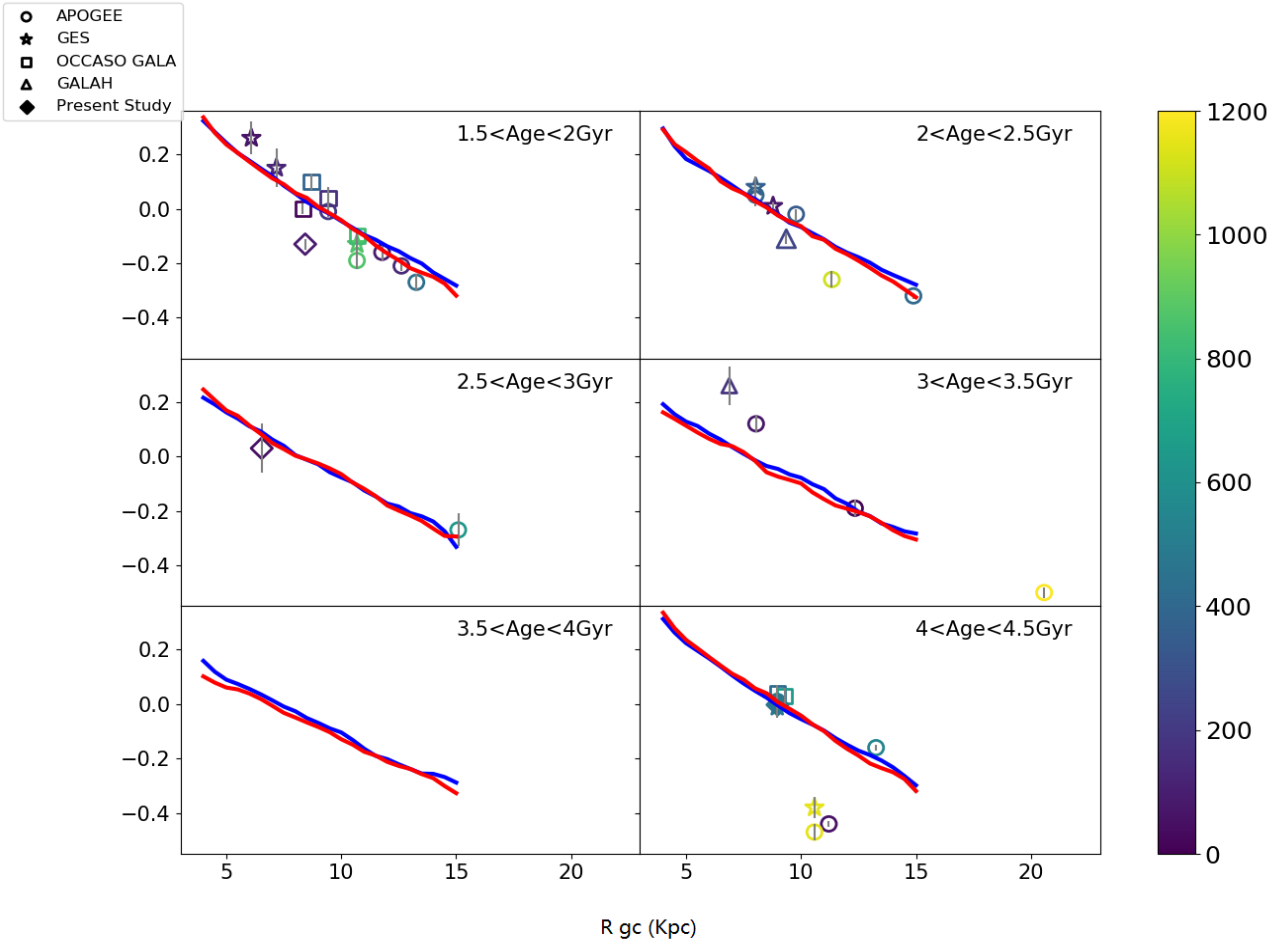 APOGEE
GES
OCCASO GALA
GALAH
Present Study
1.5<Age<2Gyr
2<Age<2.5Gyr
0.2
0.0
−0.2
−0.4
2.5<Age<3Gyr
3<Age<3.5Gyr
0.2
0.0
−0.2
−0.4
3.5<Age<4Gyr
4<Age<4.5Gyr
0.2
0.0
−0.2
−0.4
5 10 15 20 5 10 15 20
R gc (Kpc)
1200
1000
800
600
400
200
0